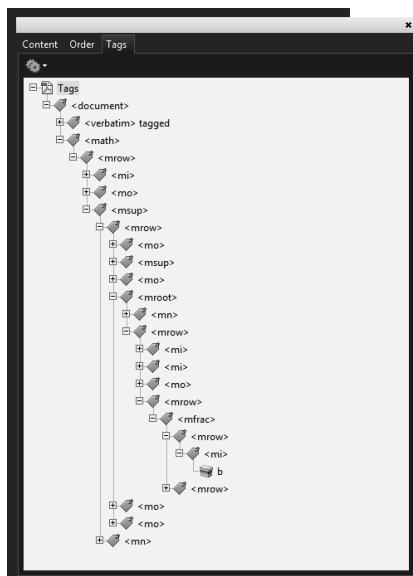 Content Order Tags
Tags
<document>
<verbatim> tagged
<math>
<mrow>
<mi>
<mo>
<msup>
<mrow>
<mo>
<msup>
<mo>
<mroot>
<mn>
<mrow>
<mi>
<mi>
<mo>
<mrow>
<mfrac>
<mrow>
<mi>
b
<mrow>
<mo>
<mo>
<mn>